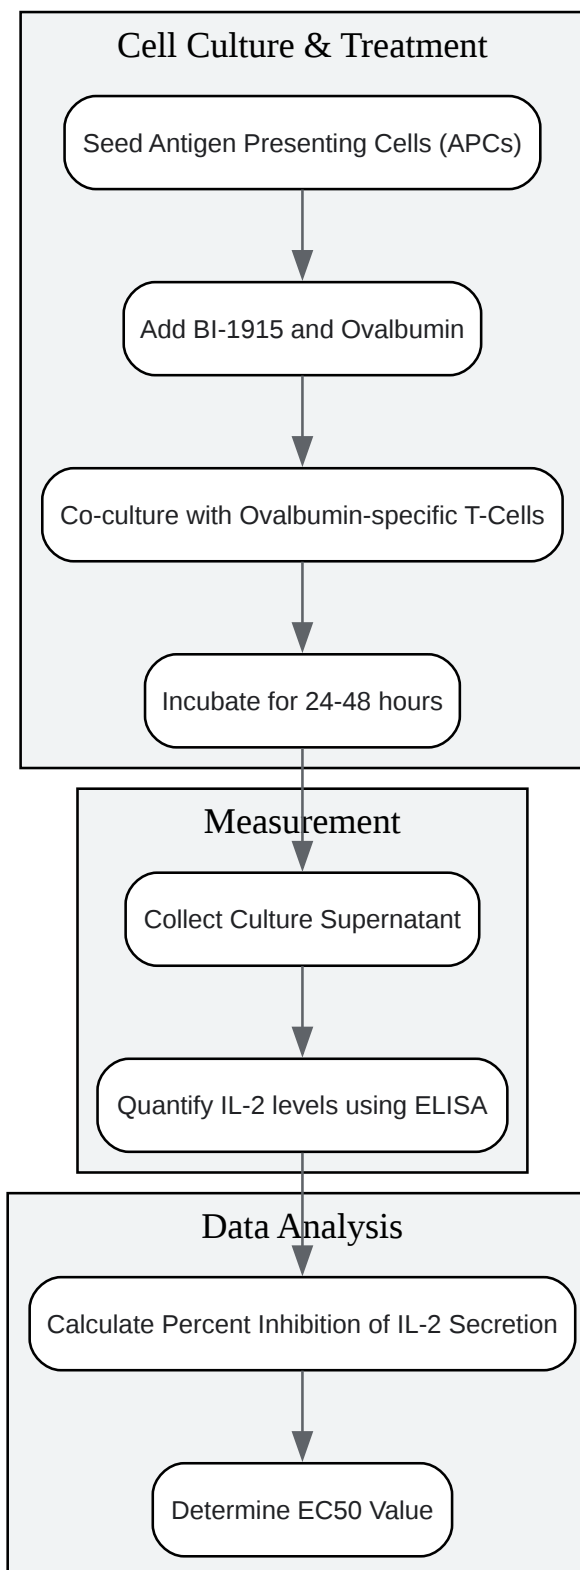 Cell Culture & Treatment
Seed Antigen Presenting Cells (APCs)
Add BI-1915 and Ovalbumin
Co-culture with Ovalbumin-specific T-Cells
Incubate for 24-48 hours
Measurement
Collect Culture Supernatant
Quantify IL-2 levels using ELISA
Data Analysis
Calculate Percent Inhibition of IL-2 Secretion
Determine EC50 Value